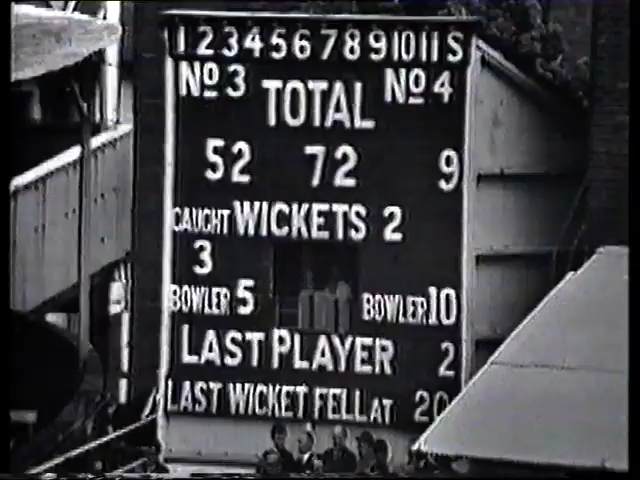 1 2 3 4 5 6 7 8 9 10 11 S
No 3 TOTAL No 4
52 72 9
CAUGHT WICKETS 2
3
BOWLER 5 BOWLER 10
LAST PLAYER 2
LAST WICKET FELL AT 20